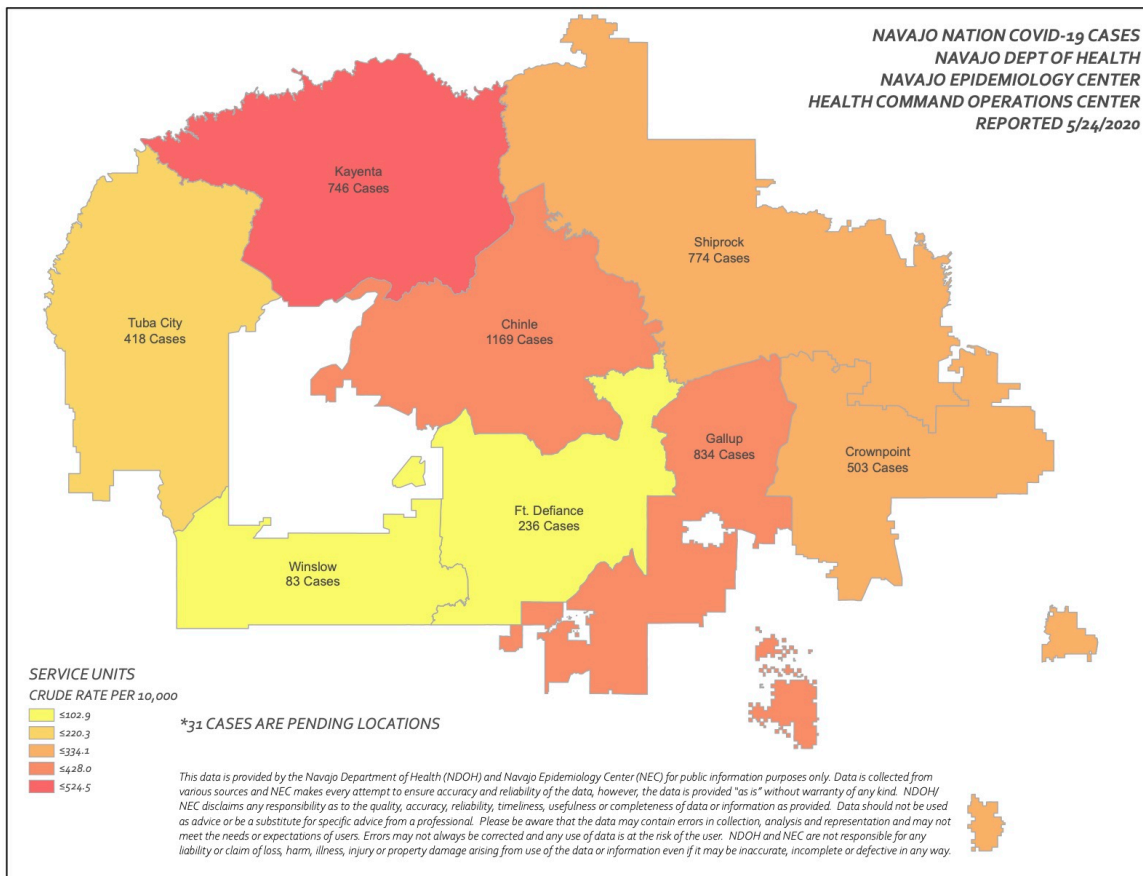 NAVAJO NATION COVID-19 CASES
NAVAJO DEPT OF HEALTH
NAVAJO EPIDEMIOLOGY CENTER
HEALTH COMMAND OPERATIONS CENTER
REPORTED 5/24/2020
Kayenta
746 Cases
Shiprock
774 Cases
Tuba City
418 Cases
Chinle
1169 Cases
Gallup
834 Cases
Crownpoint
503 Cases
Ft. Defiance
236 Cases
Winslow
83 Cases
SERVICE UNITS
CRUDE RATE PER 10,000
≤102.9
≤220.3
≤334.1
≤428.0
≤524.5
*31 CASES ARE PENDING LOCATIONS
This data is provided by the Navajo Department of Health (NDOH) and Navajo Epidemiology Center (NEC) for public information purposes only. Data is collected from
various sources and NEC makes every attempt to ensure accuracy and reliability of the data, however, the data is provided "as is" without warranty of any kind. NDOH/
NEC disclaims any responsibility as to the quality, accuracy, reliability, timeliness, usefulness or completeness of data or information as provided. Data should not be used
as advice or be a substitute for specific advice from a professional. Please be aware that the data may contain errors in collection, analysis and representation and may not
meet the needs or expectations of users. Errors may not always be corrected and any use of data is at the risk of the user. NDOH and NEC are not responsible for any
liability or claim of loss, harm, illness, injury or property damage arising from use of the data or information even if it may be inaccurate, incomplete or defective in any way.